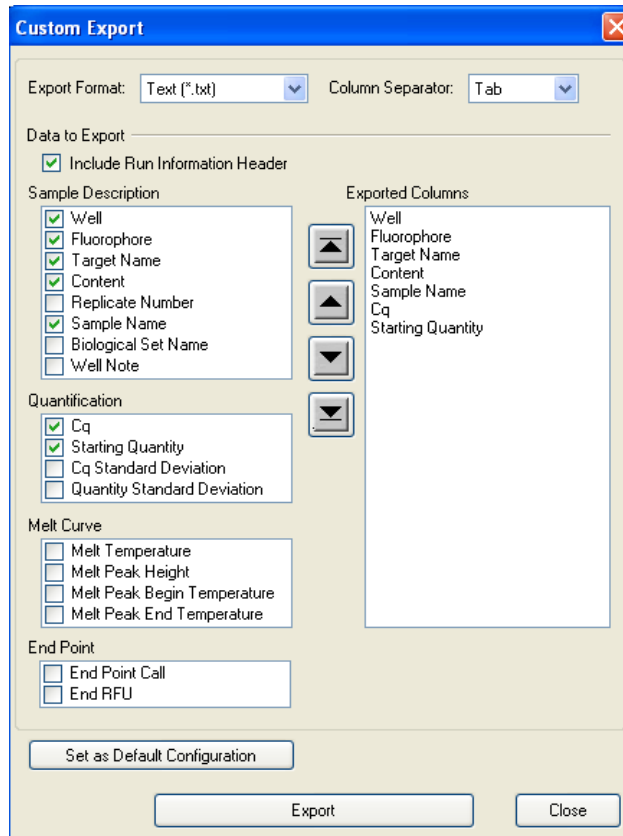 Custom Export
Export Format: Text (*.txt) Column Separator: Tab
Data to Export
Include Run Information Header
Sample Description
Well
Fluorophore
Target Name
Content
Replicate Number
Sample Name
Biological Set Name
Well Note
Quantification
Cq
Starting Quantity
Cq Standard Deviation
Quantity Standard Deviation
Melt Curve
Melt Temperature
Melt Peak Height
Melt Peak Begin Temperature
Melt Peak End Temperature
End Point
End Point Call
End RFU
Exported Columns
Well
Fluorophore
Target Name
Content
Sample Name
Cq
Starting Quantity
Set as Default Configuration
Export Close